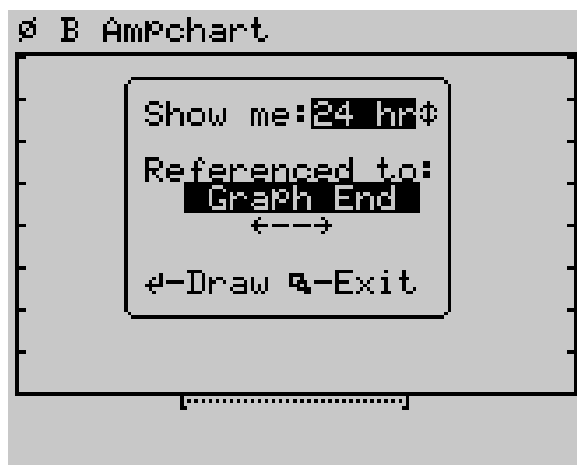 ø B Ampchart
Show me:24 hr
Referenced to:
Graph End
←--→
↵-Draw -Exit